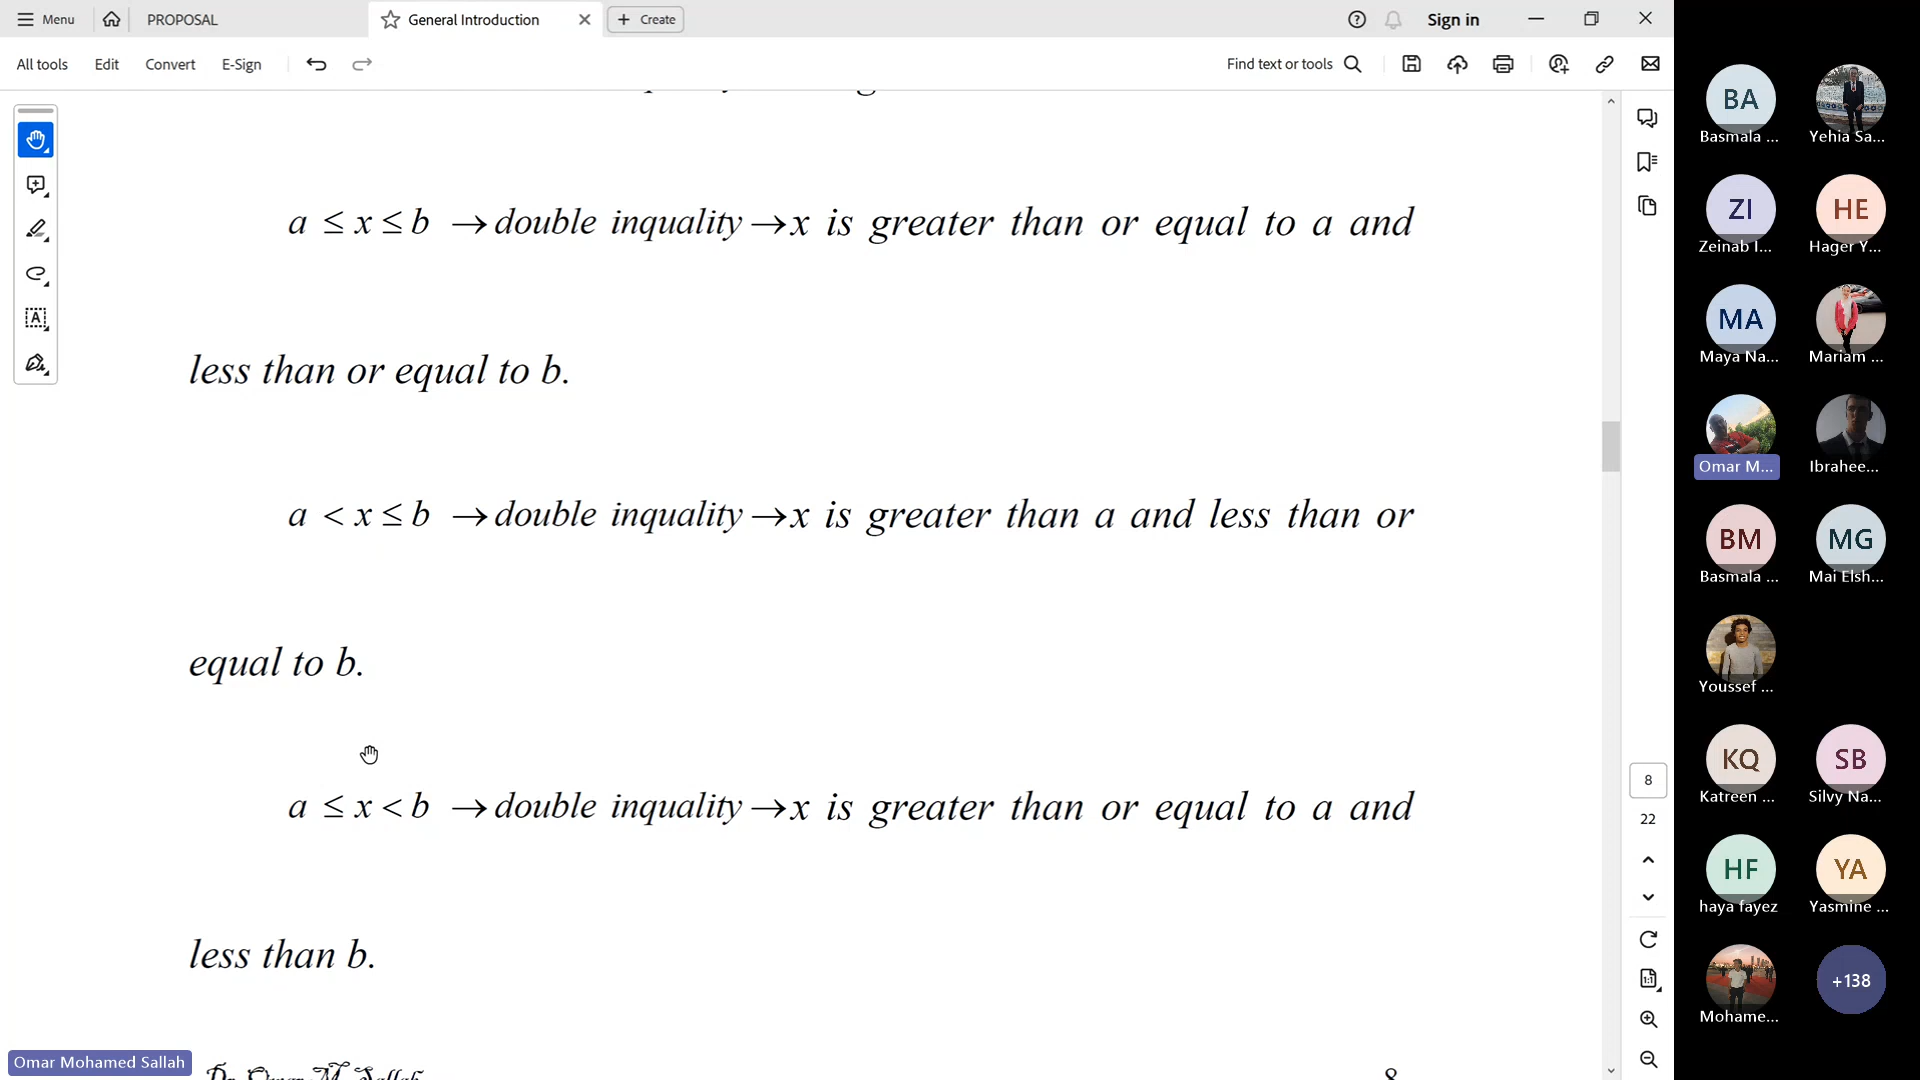 Menu PROPOSAL General Introduction Create Sign in
All tools Edit Convert E-Sign Find text or tools
a ≤ x ≤ b → double inquality → x is greater than or equal to a and
less than or equal to b.
a < x ≤ b → double inquality → x is greater than a and less than or
equal to b.
a ≤ x < b → double inquality → x is greater than or equal to a and
less than b.
Dr. Omar M. Sallah 8
Omar Mohamed Sallah
8
22
BA
Basmala ... Yehia Sa...
ZI HE
Zeinab I... Hager Y...
MA
Maya Na... Mariam ...
Omar M... Ibrahee...
BM MG
Basmala ... Mai Elsh...
Youssef ...
KQ SB
Katreen ... Silvy Na...
HF YA
haya fayez Yasmine ...
+138
Mohame...